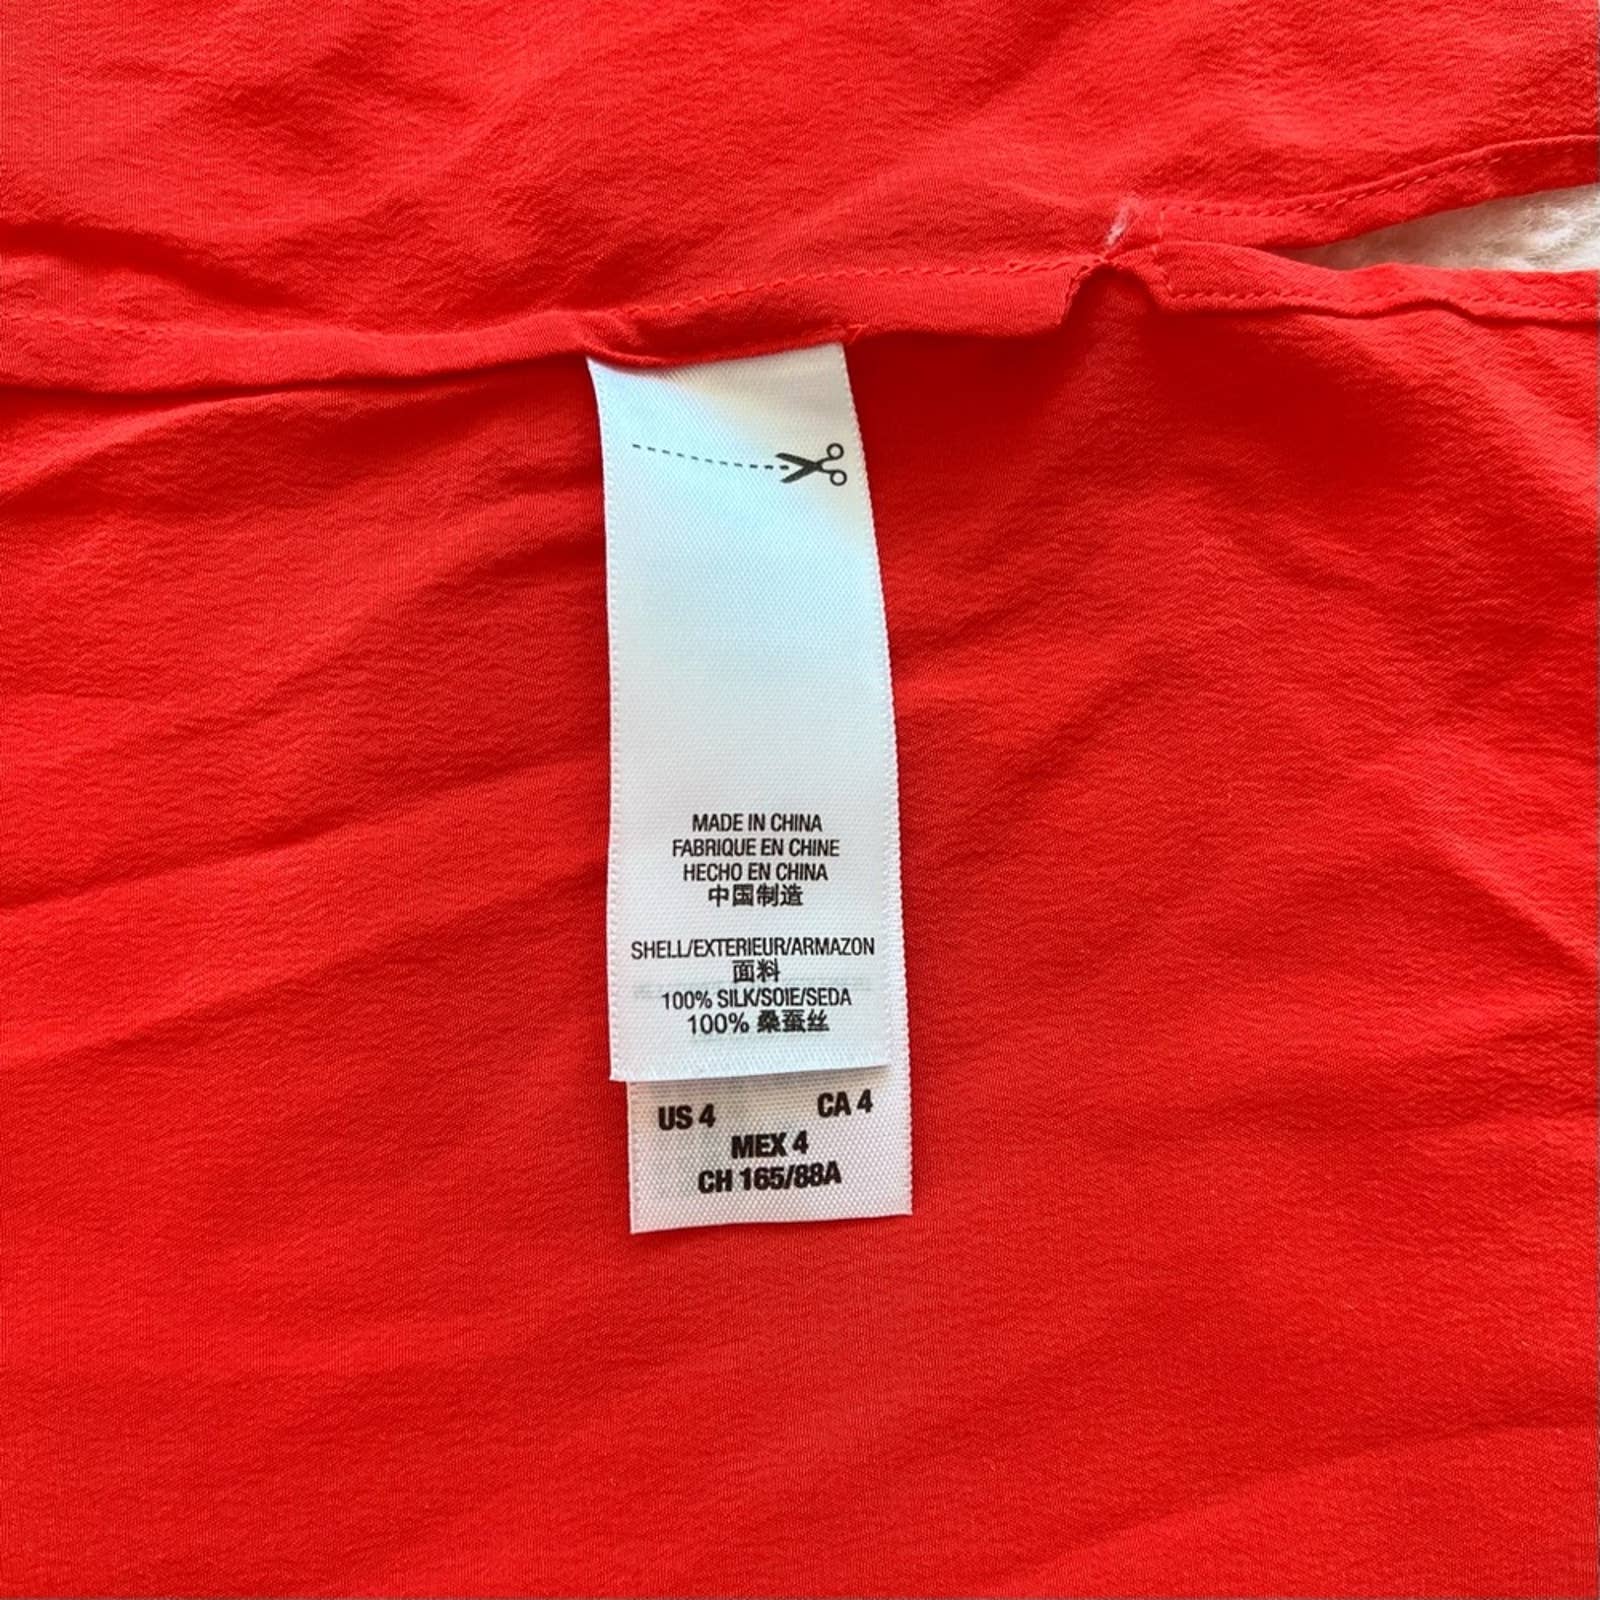 MADE IN CHINA
FABRIQUE EN CHINE
HECHO EN CHINA
中国制造
SHELL/EXTERIEUR/ARMAZON
面料
100% SILK/SOIE/SEDA
100% 桑蚕丝
US 4 CA 4
MEX 4
CH 165/88A